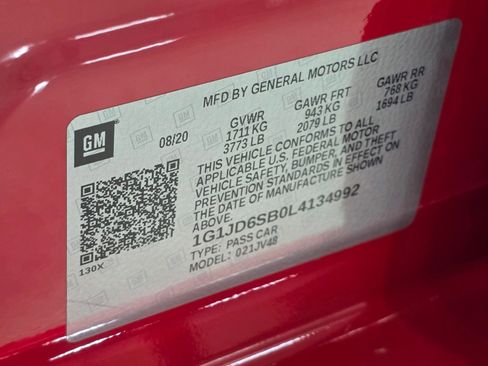 MFD BY GENERAL MOTORS LLC
GM
08/20
GVWR
1711 KG
3773 LB
GAWR FRT
943 KG
2079 LB
GAWR RR
768 KG
1694 LB
THIS VEHICLE CONFORMS TO ALL
APPLICABLE U.S. FEDERAL MOTOR
VEHICLE SAFETY, BUMPER, AND THEFT
PREVENTION STANDARDS IN EFFECT ON
THE DATE OF MANUFACTURE SHOWN
ABOVE.
1G1JD6SB0L4134992
TYPE: PASS CAR
MODEL: 021JV48
130X